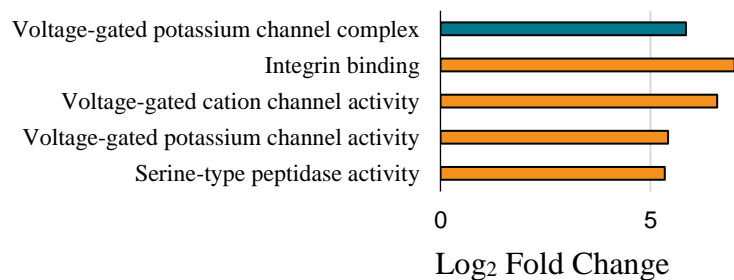 Voltage-gated potassium channel complex
Integrin binding
Voltage-gated cation channel activity
Voltage-gated potassium channel activity
Serine-type peptidase activity
0 5
Log₂ Fold Change